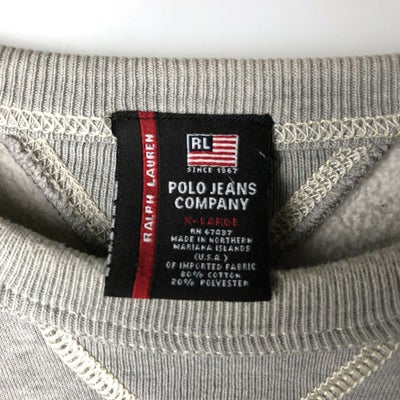 RL
SINCE 1967
POLO JEANS
COMPANY
X-LARGE
RN 67837
MADE IN NORTHERN
MARIANA ISLANDS
(U.S.A.)
OF IMPORTED FABRIC
80% COTTON
20% POLYESTER
RALPH LAUREN